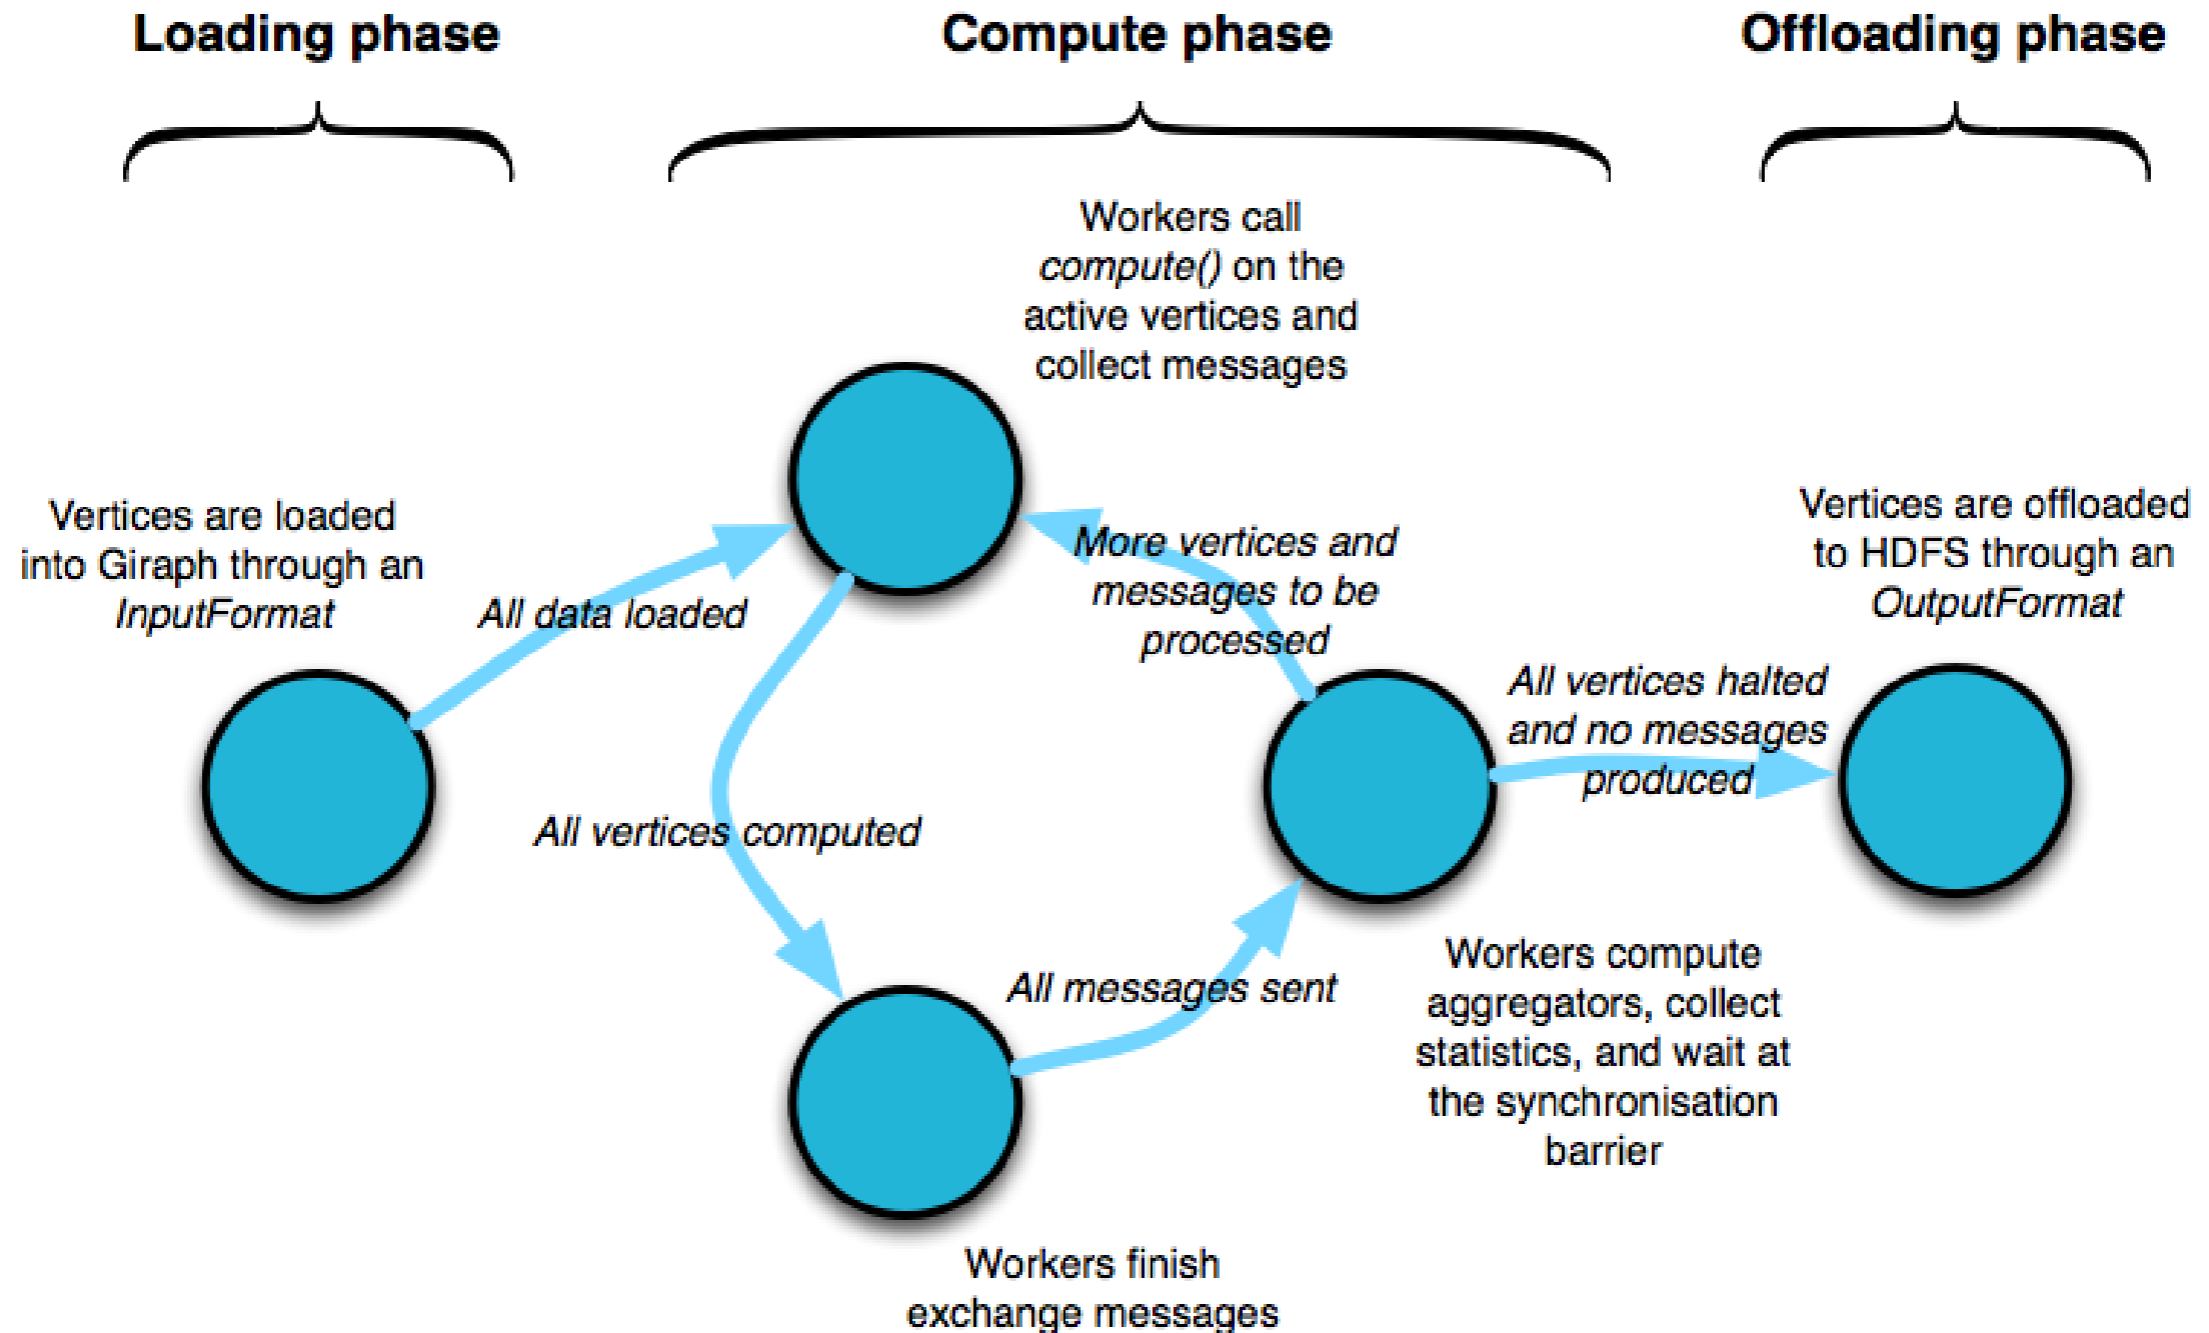 Loading phase
Compute phase
Offloading phase
Workers call
compute() on the
active vertices and
collect messages
Vertices are loaded
into Giraph through an
InputFormat
All data loaded
More vertices and
messages to be
processed
Vertices are offloaded
to HDFS through an
OutputFormat
All vertices halted
and no messages
produced
All vertices computed
All messages sent
Workers compute
aggregators, collect
statistics, and wait at
the synchronisation
barrier
Workers finish
exchange messages